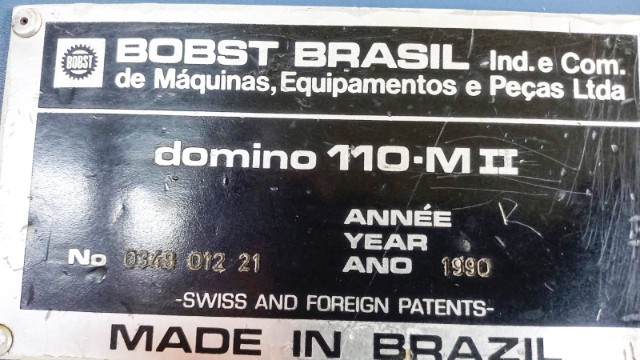 BOBST
BOBST BRASIL Ind. e Com.
de Máquinas, Equipamentos e Peças Ltda
domino 110-M II
ANNÉE
YEAR
No 0349 012 21 ANO 1990
-SWISS AND FOREIGN PATENTS-
MADE IN BRAZIL